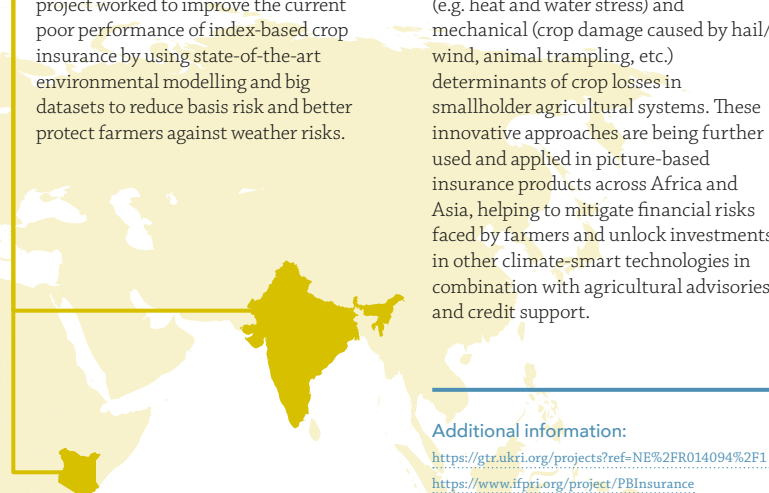 project worked to improve the current
poor performance of index-based crop
insurance by using state-of-the-art
environmental modelling and big
datasets to reduce basis risk and better
protect farmers against weather risks.
(e.g. heat and water stress) and
mechanical (crop damage caused by hail/
wind, animal trampling, etc.)
determinants of crop losses in
smallholder agricultural systems. These
innovative approaches are being further
used and applied in picture-based
insurance products across Africa and
Asia, helping to mitigate financial risks
faced by farmers and unlock investments
in other climate-smart technologies in
combination with agricultural advisories
and credit support.
Additional information:
https://gtr.ukri.org/projects?ref=NE%2FR014094%2F1
https://www.ifpri.org/project/PBInsurance